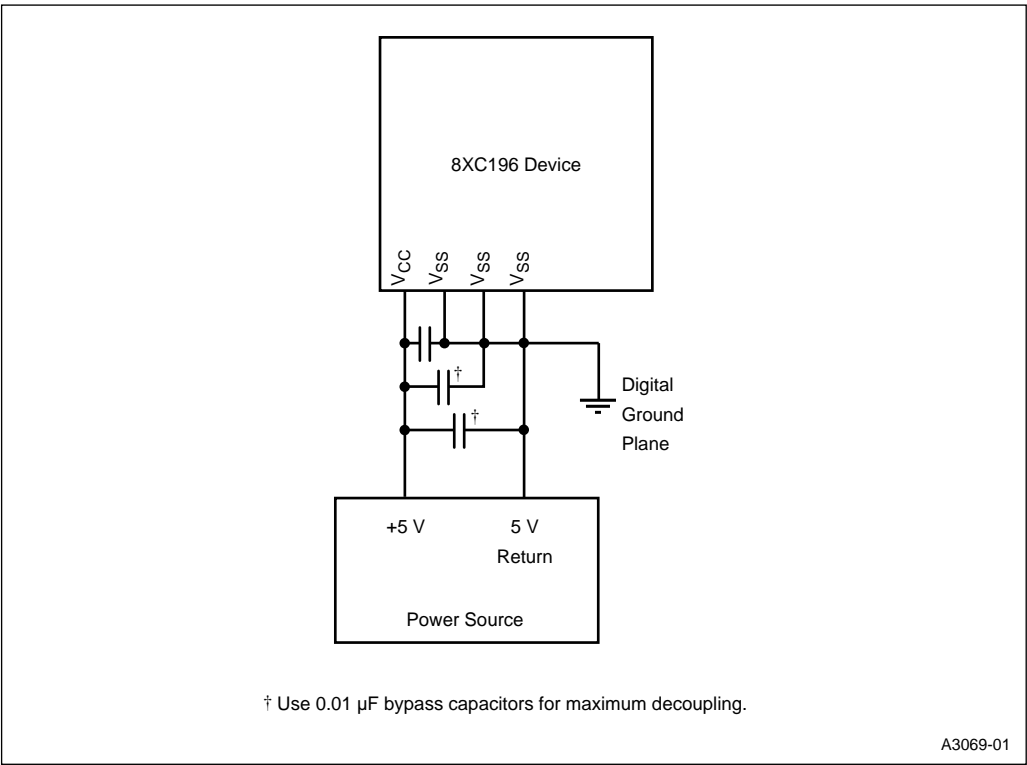 8XC196 Device
VCC
VSS
VSS
VSS
†
†
Digital
Ground
Plane
+5 V
5 V
Return
Power Source
† Use 0.01 µF bypass capacitors for maximum decoupling.
A3069-01